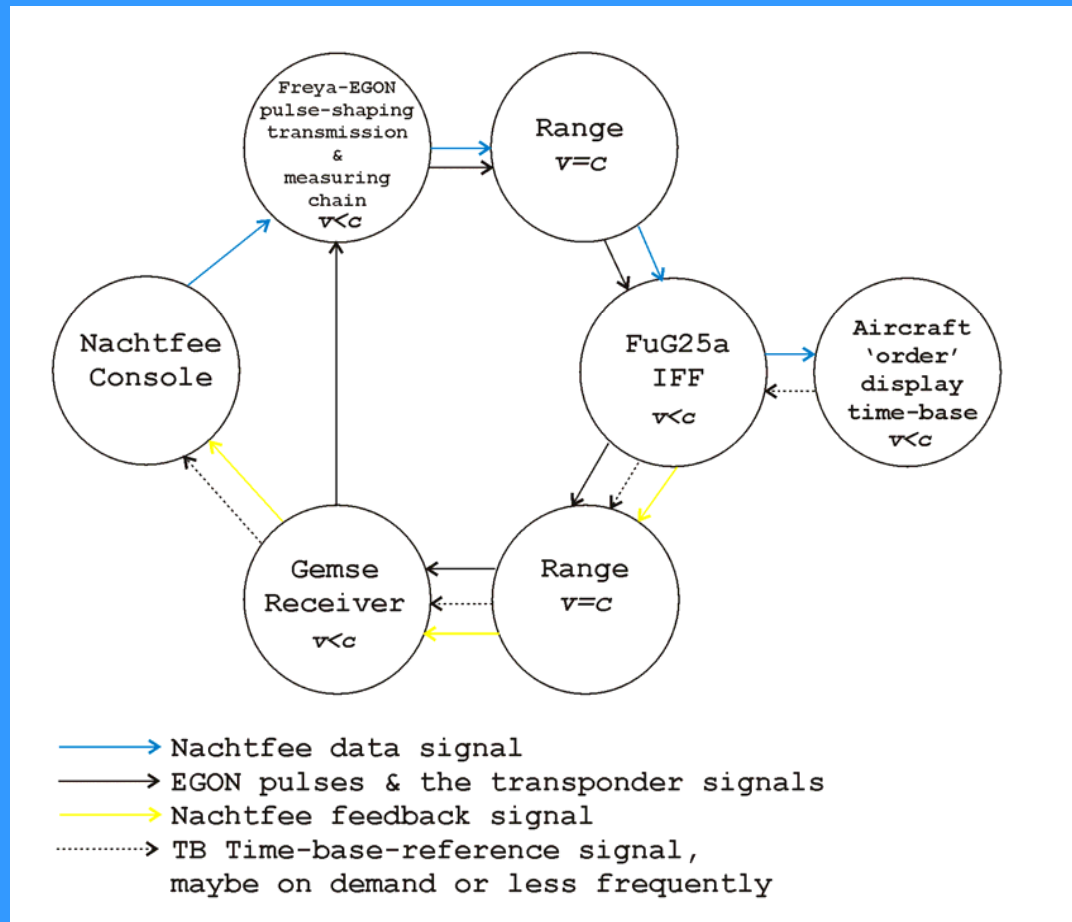 Freya-EGON
pulse-shaping
transmission
&
measuring
chain
v<c
Range
v=c
Nachtfee
Console
FuG25a
IFF
v<c
Aircraft
‘order’
display
time-base
v<c
Gemse
Receiver
v<c
Range
v=c
Nachtfee data signal
EGON pulses & the transponder signals
Nachtfee feedback signal
TB Time-base-reference signal,
maybe on demand or less frequently